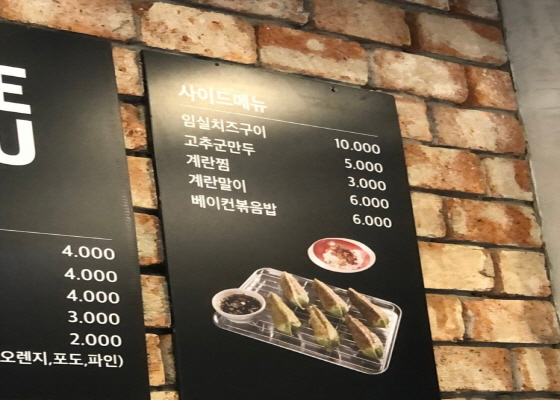 E
U
4.000
4.000
4.000
3.000
2.000
오렌지,포도,파인)
사이드메뉴
임실치즈구이 10.000
고추군만두 5.000
계란찜 3.000
계란말이 6.000
베이컨볶음밥 6.000